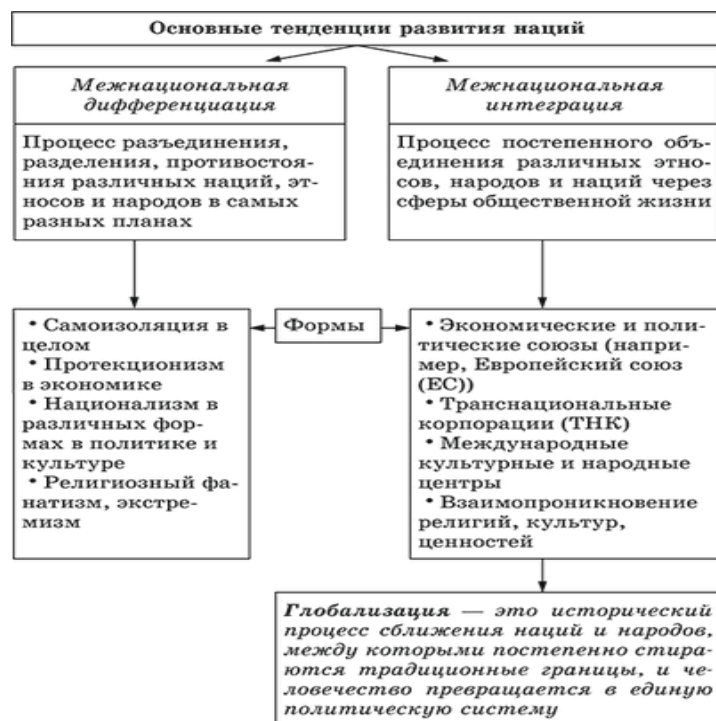 Основные тенденции развития наций
Межнациональная
дифференциация
Процесс разъединения,
разделения, противостоя-
ния различных наций, эт-
носов и народов в самых
разных планах
Межнациональная
интеграция
Процесс постепенного объ-
единения различных этно-
сов, народов и наций через
сферы общественной жизни
Формы
• Самоизоляция в
целом
• Протекционизм
в экономике
• Национализм в
различных фор-
мах в политике и
культуре
• Религиозный фа-
натизм, экстре-
мизм
• Экономические и поли-
тические союзы (напри-
мер, Европейский союз
(ЕС))
• Транснациональные
корпорации (ТНК)
• Международные
культурные и народные
центры
• Взаимопроникновение
религий, культур,
ценностей
Глобализация — это исторический
процесс сближения наций и народов,
между которыми постепенно стира-
ются традиционные границы, и че-
ловечество превращается в единую
политическую систему